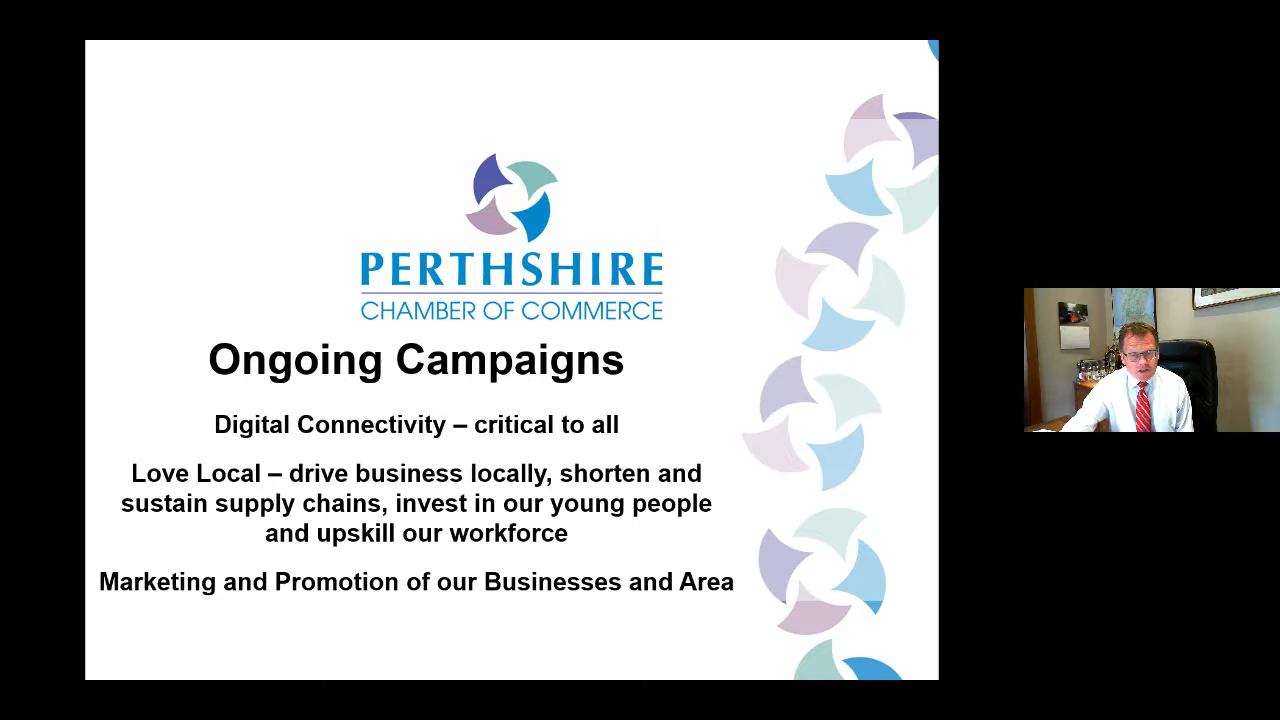 PERTHSHIRE
CHAMBER OF COMMERCE
Ongoing Campaigns
Digital Connectivity – critical to all
Love Local – drive business locally, shorten and
sustain supply chains, invest in our young people
and upskill our workforce
Marketing and Promotion of our Businesses and Area